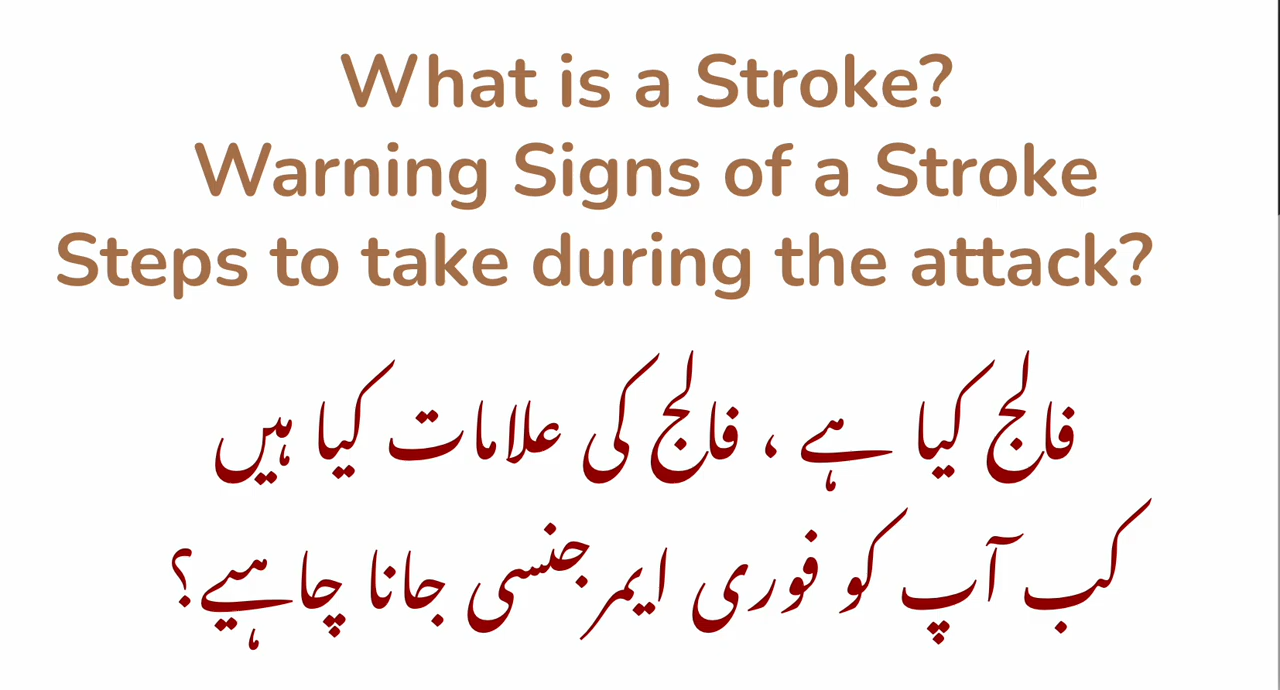 What is a Stroke?
Warning Signs of a Stroke
Steps to take during the attack?
فالج کیا ہے ، فالج کی علامات کیا ہیں
کب آپ کو فوری ایمرجنسی جانا چاہیے؟